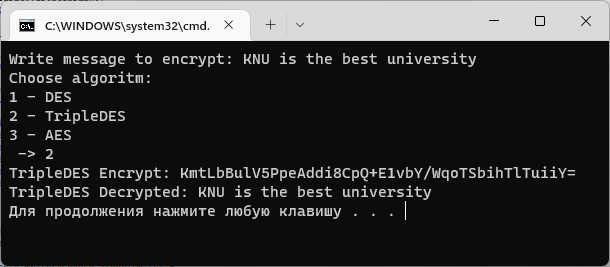 C:\WINDOWS\system32\cmd.
Write message to encrypt: KNU is the best university
Choose algoritm:
1 - DES
2 - TripleDES
3 - AES
-> 2
TripleDES Encrypt: KmtLbBulV5PpeAddi8CpQ+E1vbY/WqoTSbihTlTuiiY=
TripleDES Decrypted: KNU is the best university
Для продолжения нажмите любую клавишу . . .